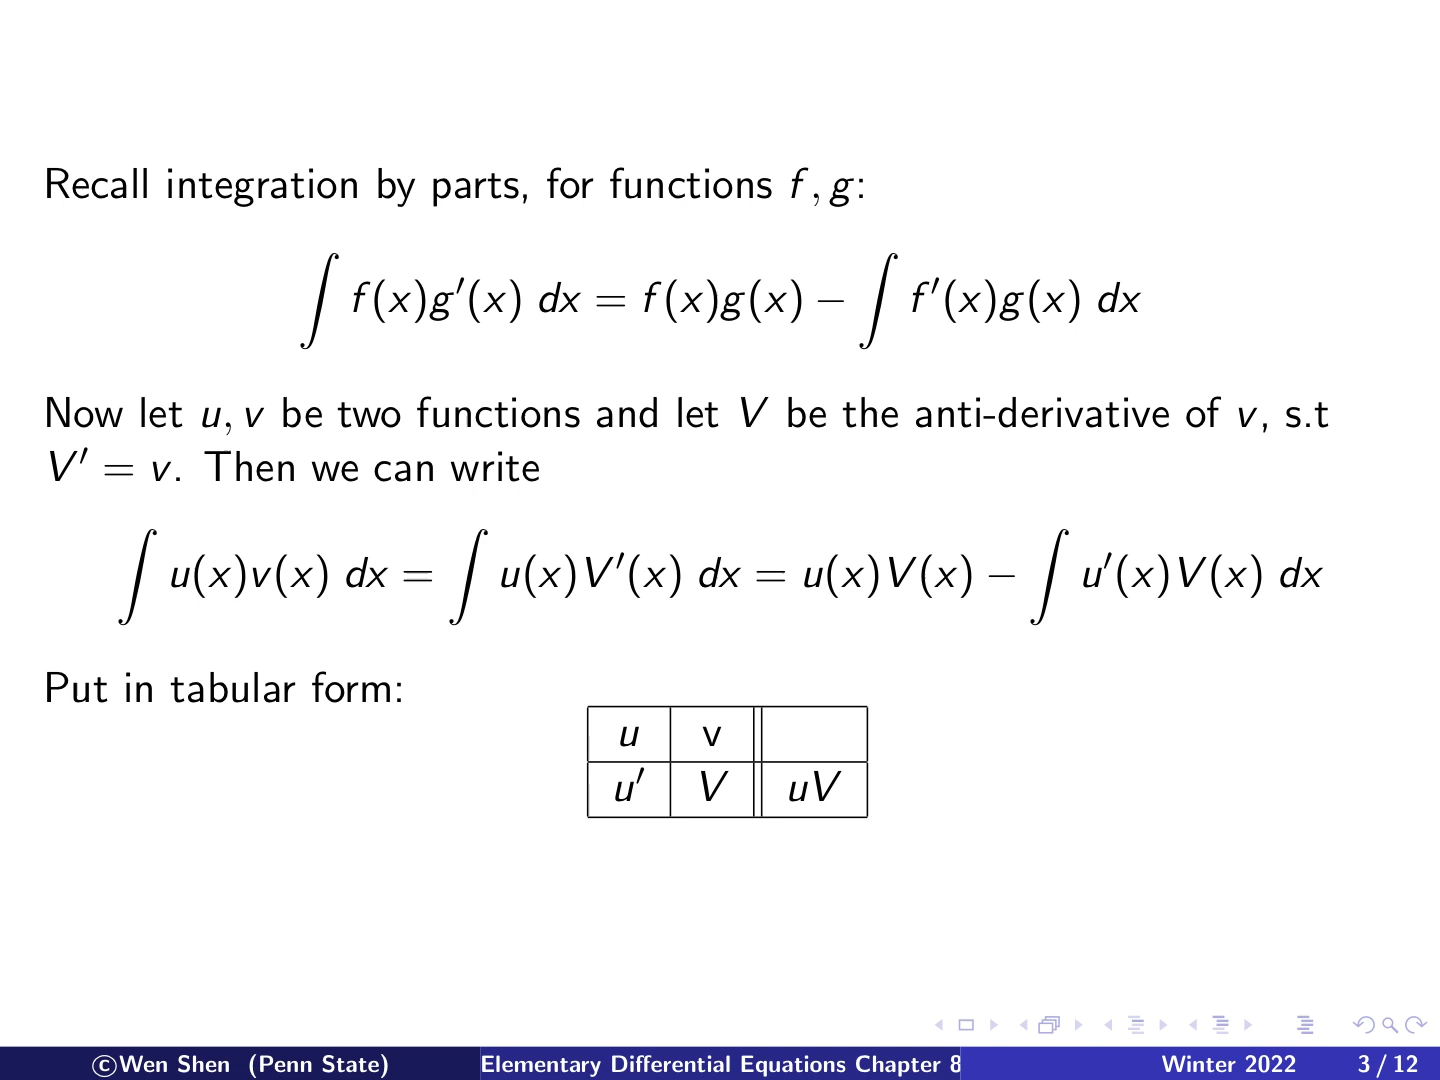 Recall integration by parts, for functions f, g:
∫ f(x)g′(x) dx = f(x)g(x) − ∫ f′(x)g(x) dx
Now let u, v be two functions and let V be the anti-derivative of v, s.t
V′ = v. Then we can write
∫ u(x)v(x) dx = ∫ u(x)V′(x) dx = u(x)V(x) − ∫ u′(x)V(x) dx
Put in tabular form:
u v
u′ V uV
©Wen Shen (Penn State) Elementary Differential Equations Chapter 8 Winter 2022 3 / 12